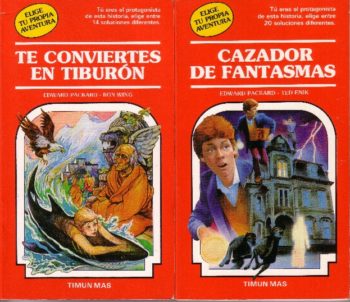 ELIGE
TU PROPIA
AVENTURA
Tú eres el protagonista
de esta historia, elige entre
14 soluciones diferentes.
TE CONVIERTES
EN TIBURÓN
EDWARD PACKARD - RON WING
TIMUN MAS
ELIGE
TU PROPIA
AVENTURA
Tú eres el protagonista
de esta historia, elige entre
20 soluciones diferentes.
CAZADOR
DE FANTASMAS
EDWARD PACKARD - TED ENIK
TIMUN MAS